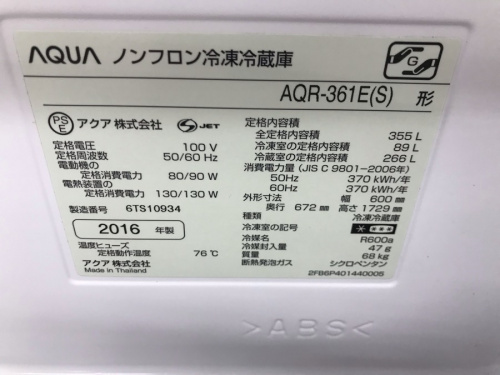 AQUA ノンフロン冷凍冷蔵庫
G
AQR-361E(S) 形
PS
E
アクア 株式会社
S JET
定格電圧 100 V
定格周波数 50/60 Hz
電動機の
定格消費電力 80/90 W
電熱装置の
定格消費電力 130/130 W
製造番号 6TS10934
2016 年製
温度ヒューズ
定格動作温度 76℃
アクア 株式会社
Made in Thailand
定格内容積
全定格内容積 355 L
冷凍室の定格内容積 89 L
冷蔵室の定格内容積 266 L
消費電力量 (JIS C 9801-2006年)
50Hz 370 kWh/年
60Hz 370 kWh/年
外形寸法 幅 600 mm
奥行 672 mm 高さ 1729 mm
種類 冷凍冷蔵庫
冷凍室の記号 * ***
冷媒名 R600a
冷媒封入量 47 g
質量 68 kg
断熱発泡ガス シクロペンタン
2FB6P401440005
>ABS<